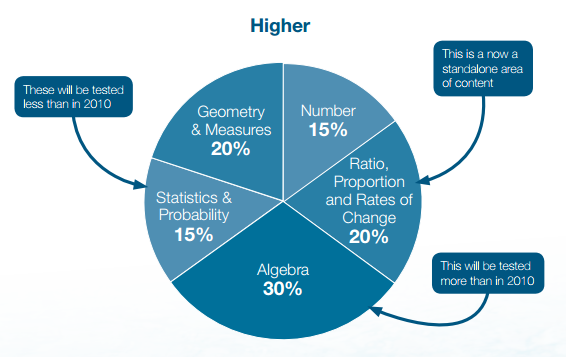 Higher
This is a now a
standalone area
of content
These will be tested
less than in 2010
Geometry
& Measures
20%
Number
15%
Ratio,
Proportion
and Rates of
Change
20%
Statistics &
Probability
15%
Algebra
30%
This will be tested
more than in 2010